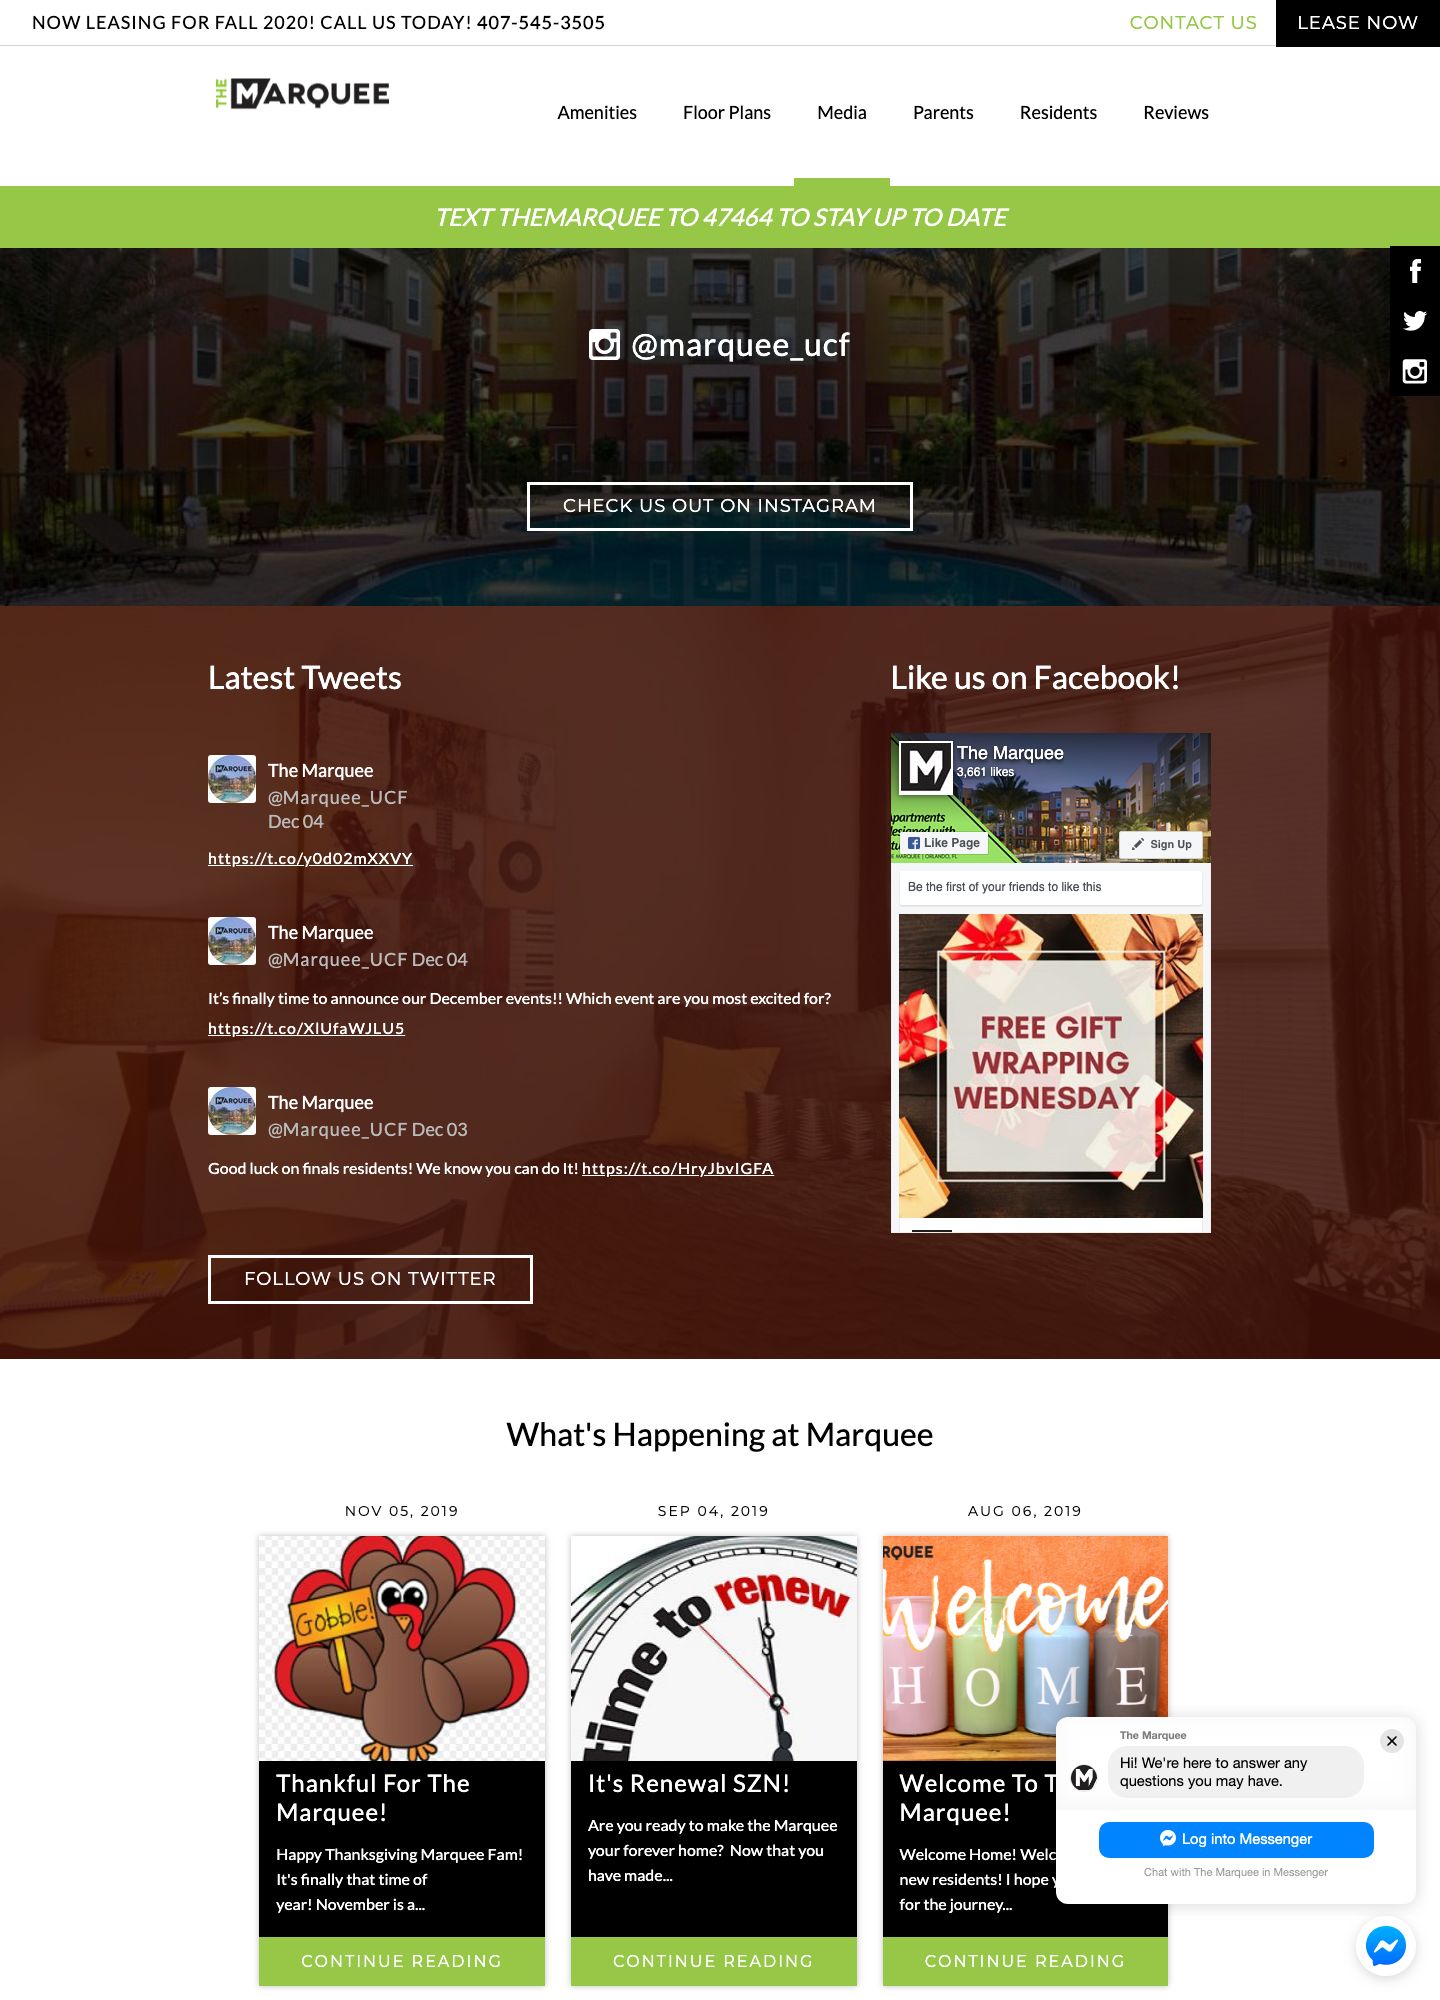 NOW LEASING FOR FALL 2020! CALL US TODAY! 407-545-3505
CONTACT US
LEASE NOW
THE MARQUEE
Amenities
Floor Plans
Media
Parents
Residents
Reviews
TEXT THEMARQUEE TO 47464 TO STAY UP TO DATE
@marquee_ucf
CHECK US OUT ON INSTAGRAM
Latest Tweets
MARQUEE
The Marquee
@Marquee_UCF
Dec 04
https://t.co/y0d02mXXVY
MARQUEE
The Marquee
@Marquee_UCF Dec 04
It's finally time to announce our December events!! Which event are you most excited for?
https://t.co/XlUfaWJLU5
MARQUEE
The Marquee
@Marquee_UCF Dec 03
Good luck on finals residents! We know you can do It! https://t.co/HryJbvIGFA
FOLLOW US ON TWITTER
Like us on Facebook!
M
The Marquee
3,661 likes
Like Page
Sign Up
Be the first of your friends to like this
FREE GIFT
WRAPPING
WEDNESDAY
What's Happening at Marquee
NOV 05, 2019
Gobble!
Thankful For The
Marquee!
Happy Thanksgiving Marquee Fam!
It's finally that time of
year! November is a...
CONTINUE READING
SEP 04, 2019
time to renew
It's Renewal SZN!
Are you ready to make the Marquee
your forever home?  Now that you
have made...
CONTINUE READING
AUG 06, 2019
RQUEE
Welcome
HOME
Welcome To T
Marquee!
Welcome Home! Welc
new residents! I hope
for the journey...
CONTINUE READING
The Marquee
M
Hi! We're here to answer any
questions you may have.
Log into Messenger
Chat with The Marquee in Messenger